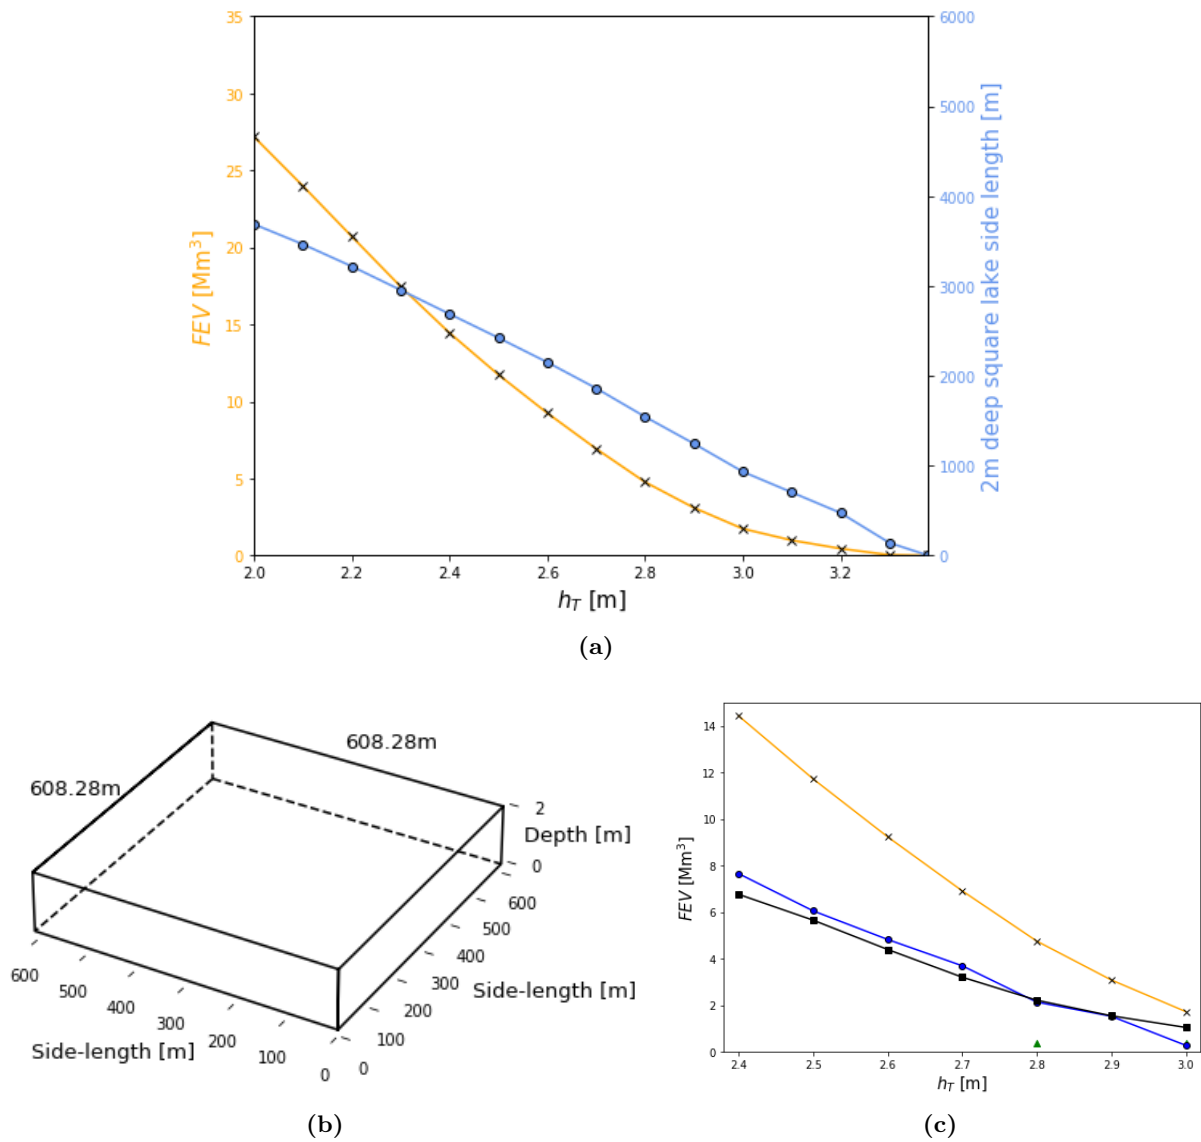 35
30
25
20
15
10
5
0
FEV [Mm³]
6000
5000
4000
3000
2000
1000
0
2m deep square lake side length [m]
2.0 2.2 2.4 2.6 2.8 3.0 3.2
h_T [m]
(a)
608.28m
608.28m
2
0
Depth [m]
600
500
400
300
200
100
0
Side-length [m]
600
500
400
300
200
100
0
Side-length [m]
(b)
14
12
10
8
6
4
2
0
FEV [Mm³]
2.4 2.5 2.6 2.7 2.8 2.9 3.0
h_T [m]
(c)